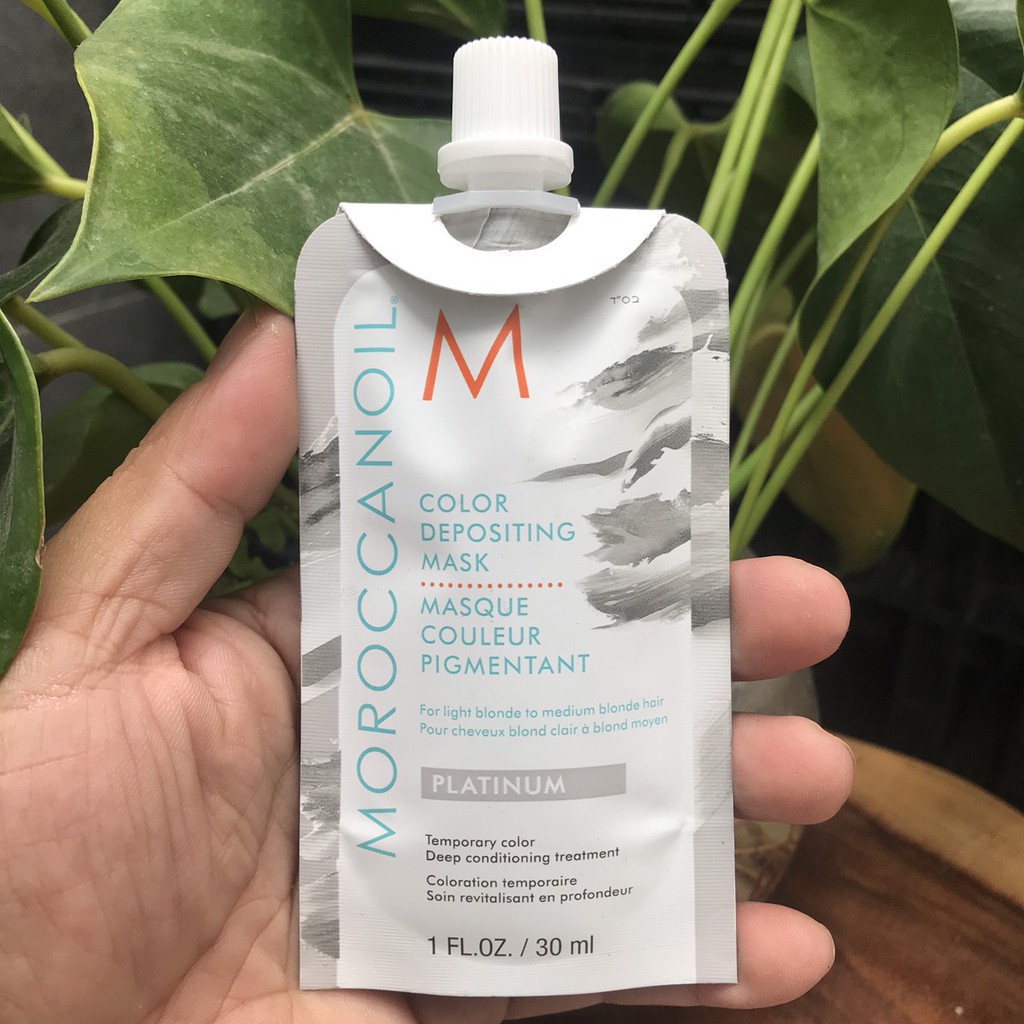 MOROCCANOIL®
M
בס"ד
COLOR
DEPOSITING
MASK
MASQUE
COULEUR
PIGMENTANT
For light blonde to medium blonde hair
Pour cheveux blond clair à blond moyen
PLATINUM
Temporary color
Deep conditioning treatment
Coloration temporaire
Soin revitalisant en profondeur
1 FL.OZ. / 30 ml